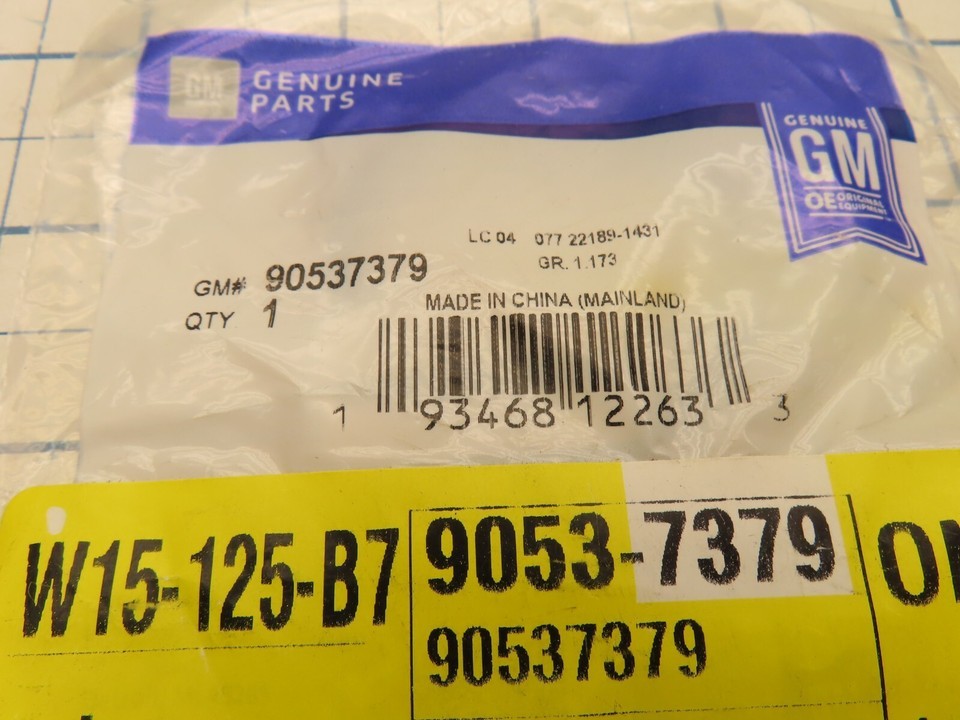 GM
GENUINE
PARTS
GENUINE
GM
OE ORIGINAL
EQUIPMENT
LC 04 077 22189-1431
GR. 1.173
GM# 90537379
QTY 1
MADE IN CHINA (MAINLAND)
1 93468 12263 3
W15-125-B7
9053-7379
90537379